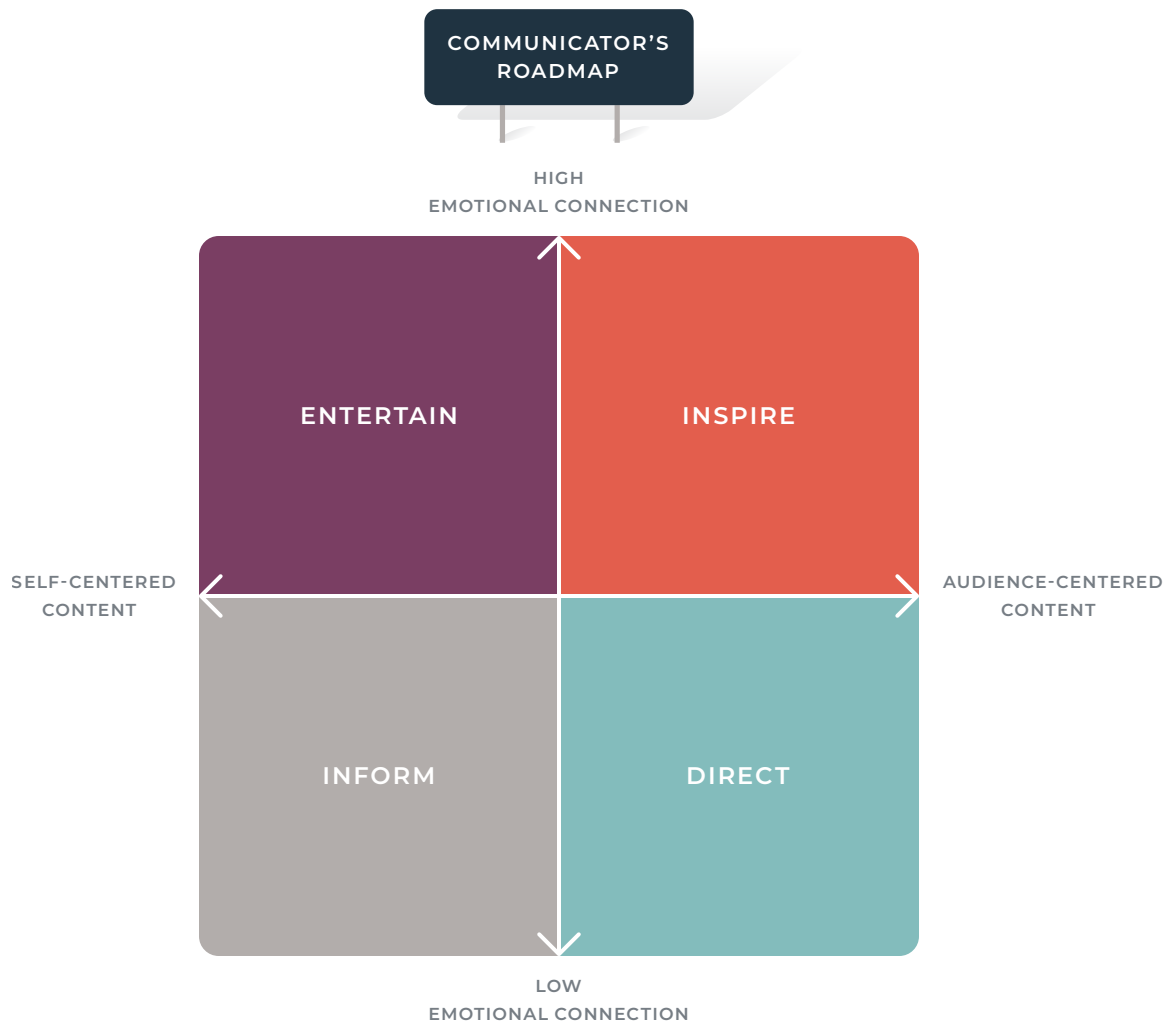 COMMUNICATOR’S
ROADMAP
HIGH
EMOTIONAL CONNECTION
ENTERTAIN
INSPIRE
SELF-CENTERED
CONTENT
AUDIENCE-CENTERED
CONTENT
INFORM
DIRECT
LOW
EMOTIONAL CONNECTION